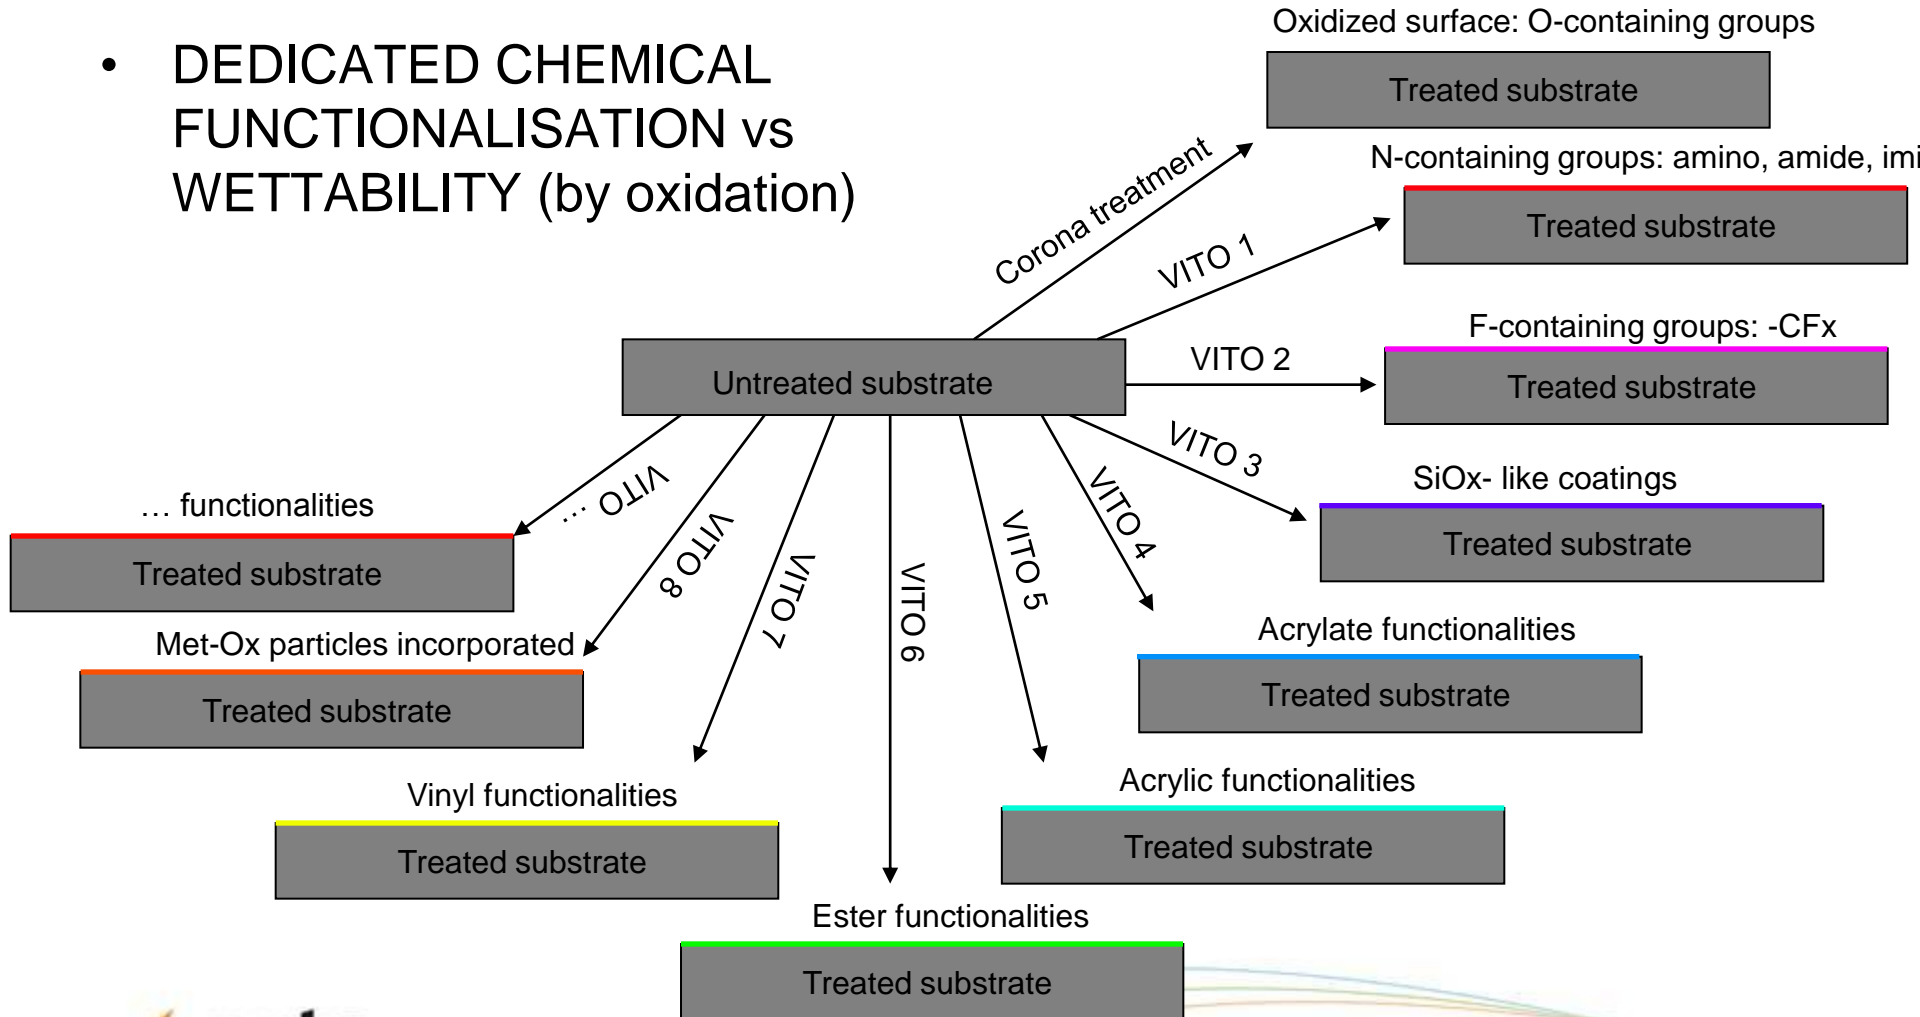 Oxidized surface: O-containing groups
• DEDICATED CHEMICAL
FUNCTIONALISATION vs
WETTABILITY (by oxidation)
Treated substrate
Corona treatment
N-containing groups: amino, amide, imi
Treated substrate
VITO 1
F-containing groups: -CFx
VITO 2
Untreated substrate
Treated substrate
VITO 3
SiOx- like coatings
VITO ...
VITO 4
… functionalities
VITO 8
VITO 5
Treated substrate
Treated substrate
VITO 7
VITO 6
Met-Ox particles incorporated
Acrylate functionalities
Treated substrate
Treated substrate
Vinyl functionalities
Acrylic functionalities
Treated substrate
Treated substrate
Ester functionalities
Treated substrate